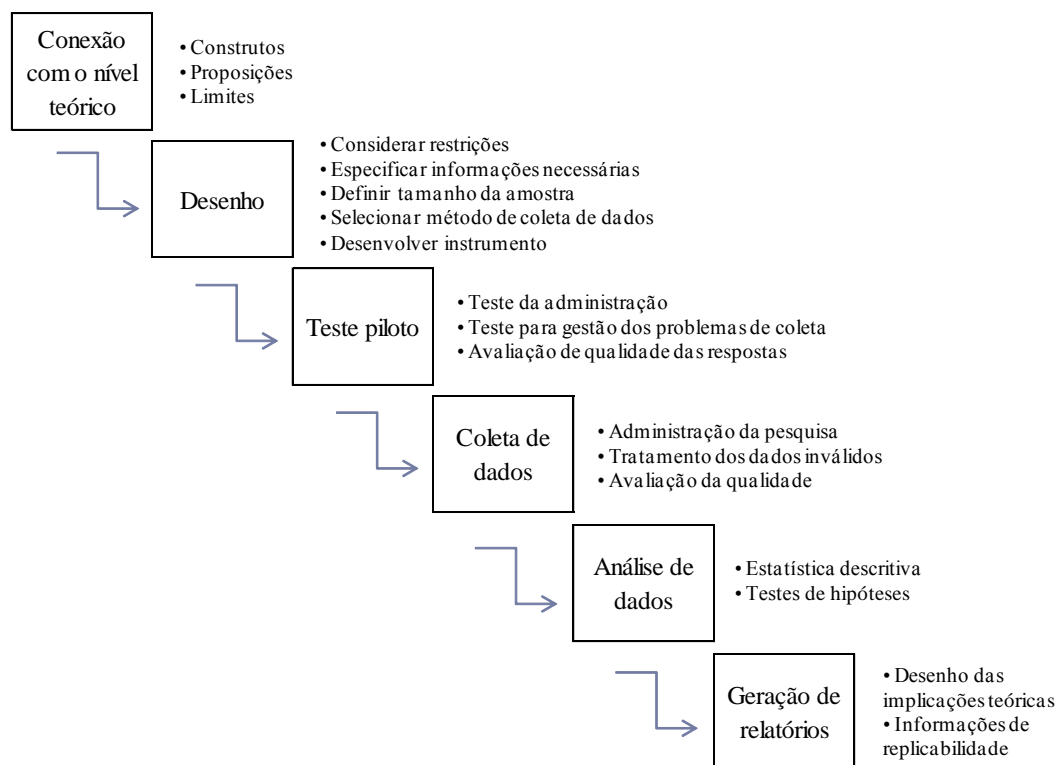 Conexão
com o nível
teórico
• Construtos
• Proposições
• Limites
Desenho
• Considerar restrições
• Especificar informações necessárias
• Definir tamanho da amostra
• Selecionar método de coleta de dados
• Desenvolver instrumento
Teste piloto
• Teste da administração
• Teste para gestão dos problemas de coleta
• Avaliação de qualidade das respostas
Coleta de
dados
• Administração da pesquisa
• Tratamento dos dados inválidos
• Avaliação da qualidade
Análise de
dados
• Estatística descritiva
• Testes de hipóteses
Geração de
relatórios
• Desenho das
implicações teóricas
• Informações de
replicabilidade